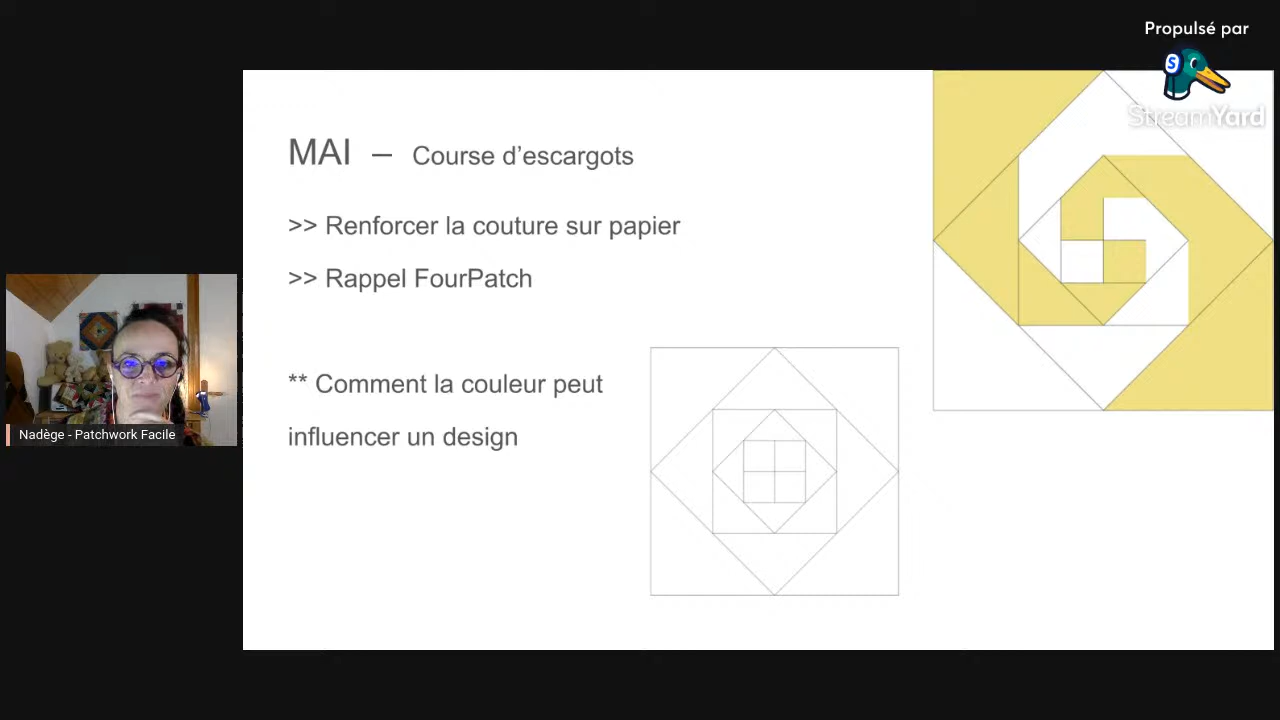 Propulsé par
StreamYard
MAI – Course d’escargots
>> Renforcer la couture sur papier
>> Rappel FourPatch
** Comment la couleur peut
influencer un design
Nadège - Patchwork Facile